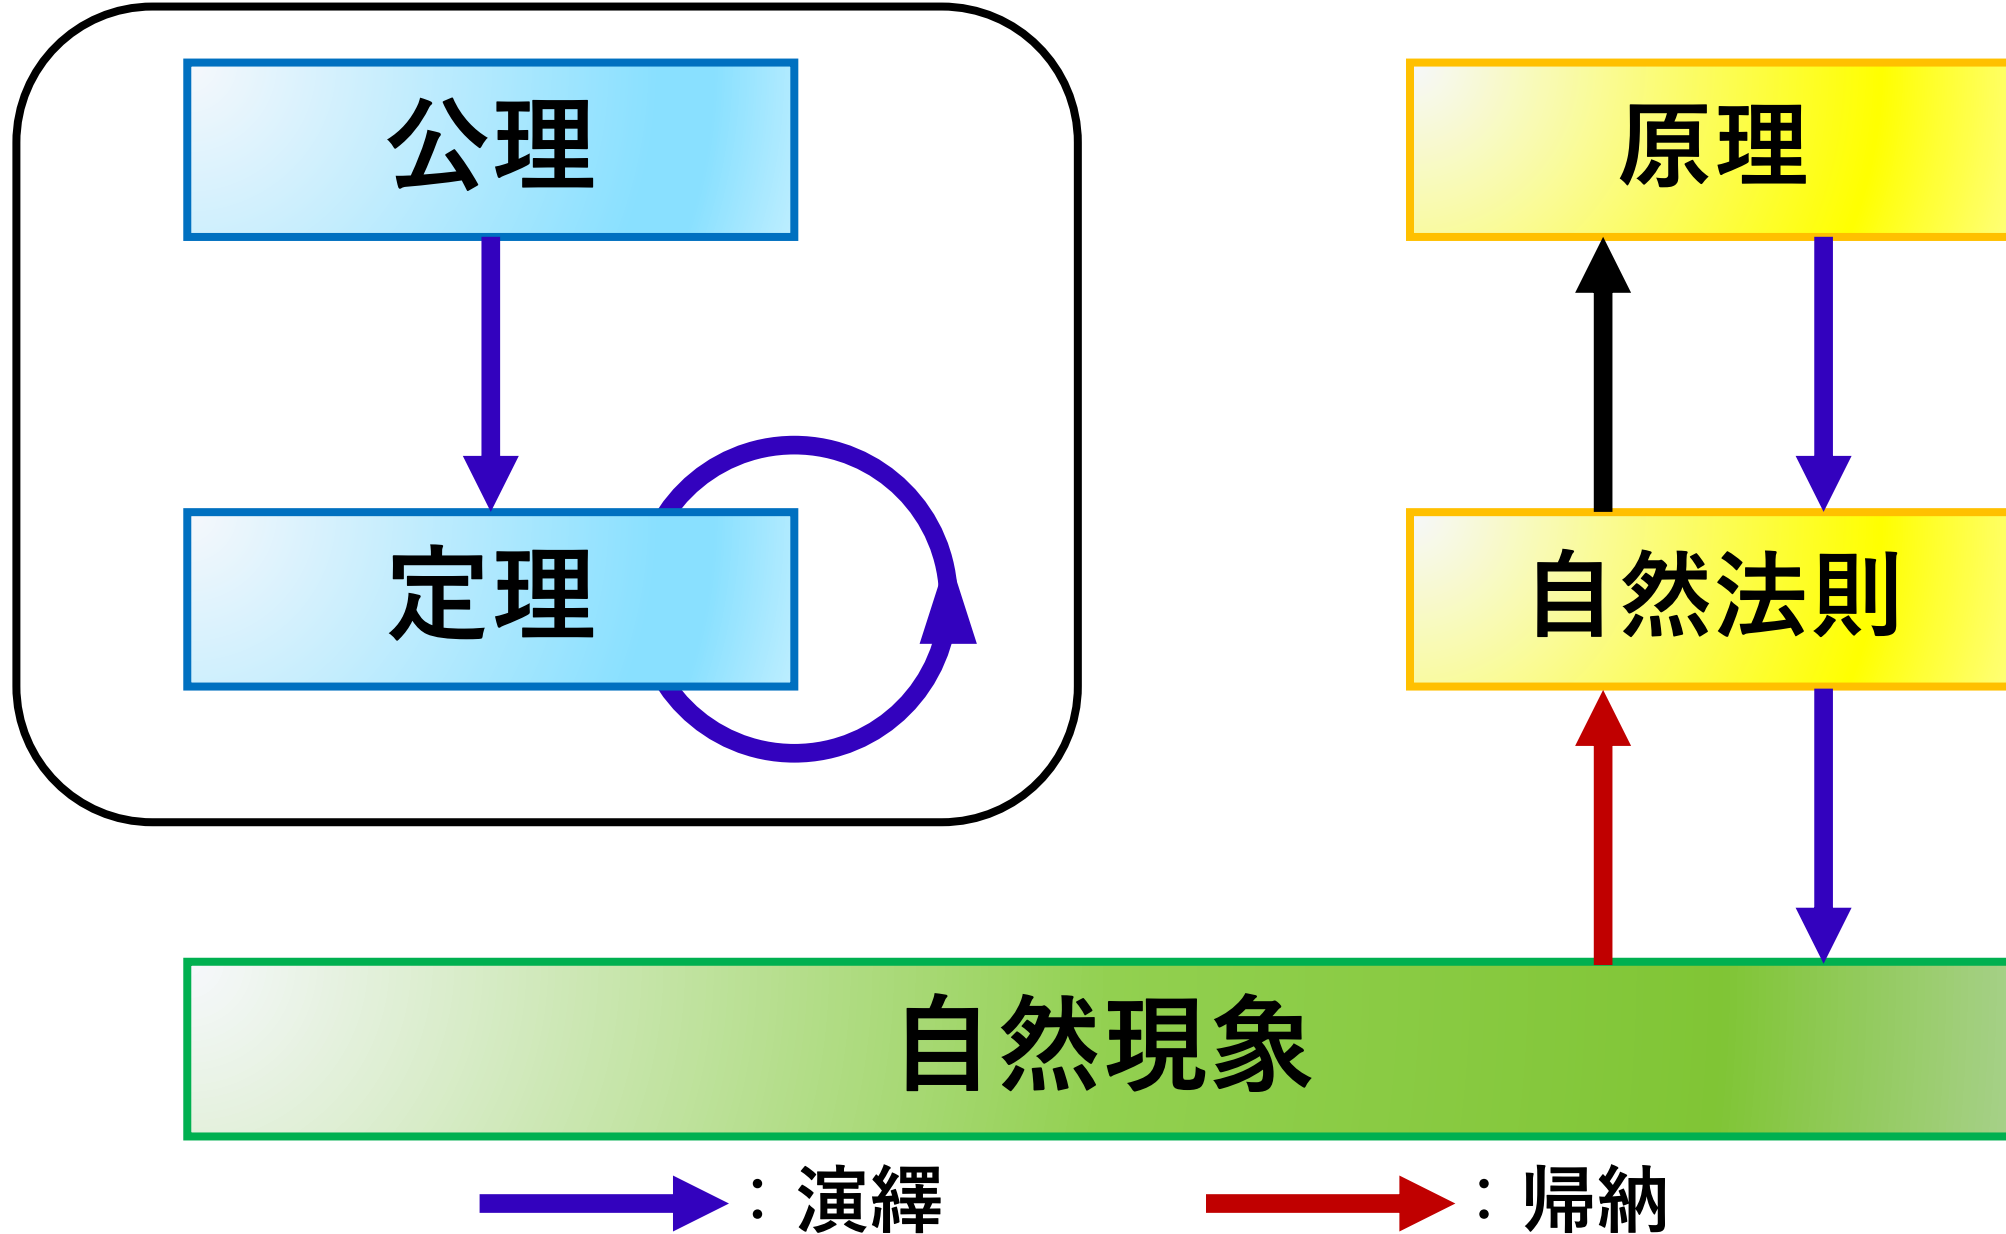 公理
原理
定理
自然法則
自然現象
：演繹
：帰納